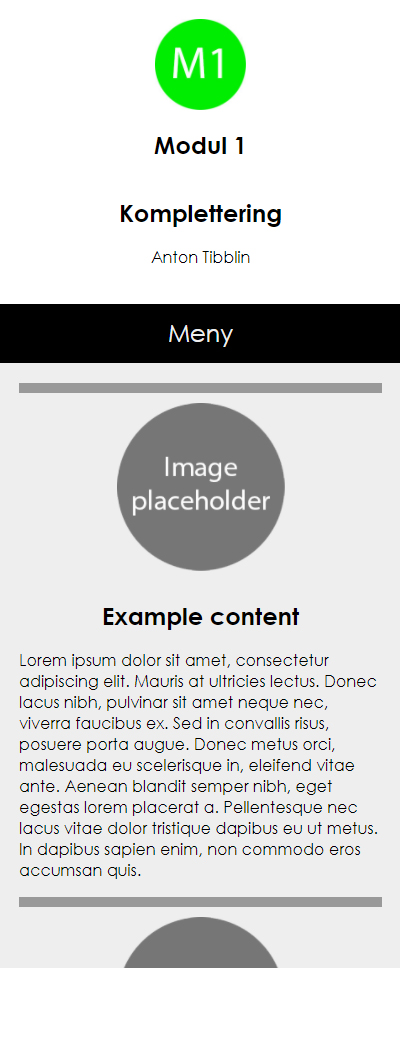 M1
Modul 1
Komplettering
Anton Tibblin
Meny
Image
placeholder
Example content
Lorem ipsum dolor sit amet, consectetur
adipiscing elit. Mauris at ultricies lectus. Donec
lacus nibh, pulvinar sit amet neque nec,
viverra faucibus ex. Sed in convallis risus,
posuere porta augue. Donec metus orci,
malesuada eu scelerisque in, eleifend vitae
ante. Aenean blandit semper nibh, eget
egestas lorem placerat a. Pellentesque nec
lacus vitae dolor tristique dapibus eu ut metus.
In dapibus sapien enim, non commodo eros
accumsan quis.